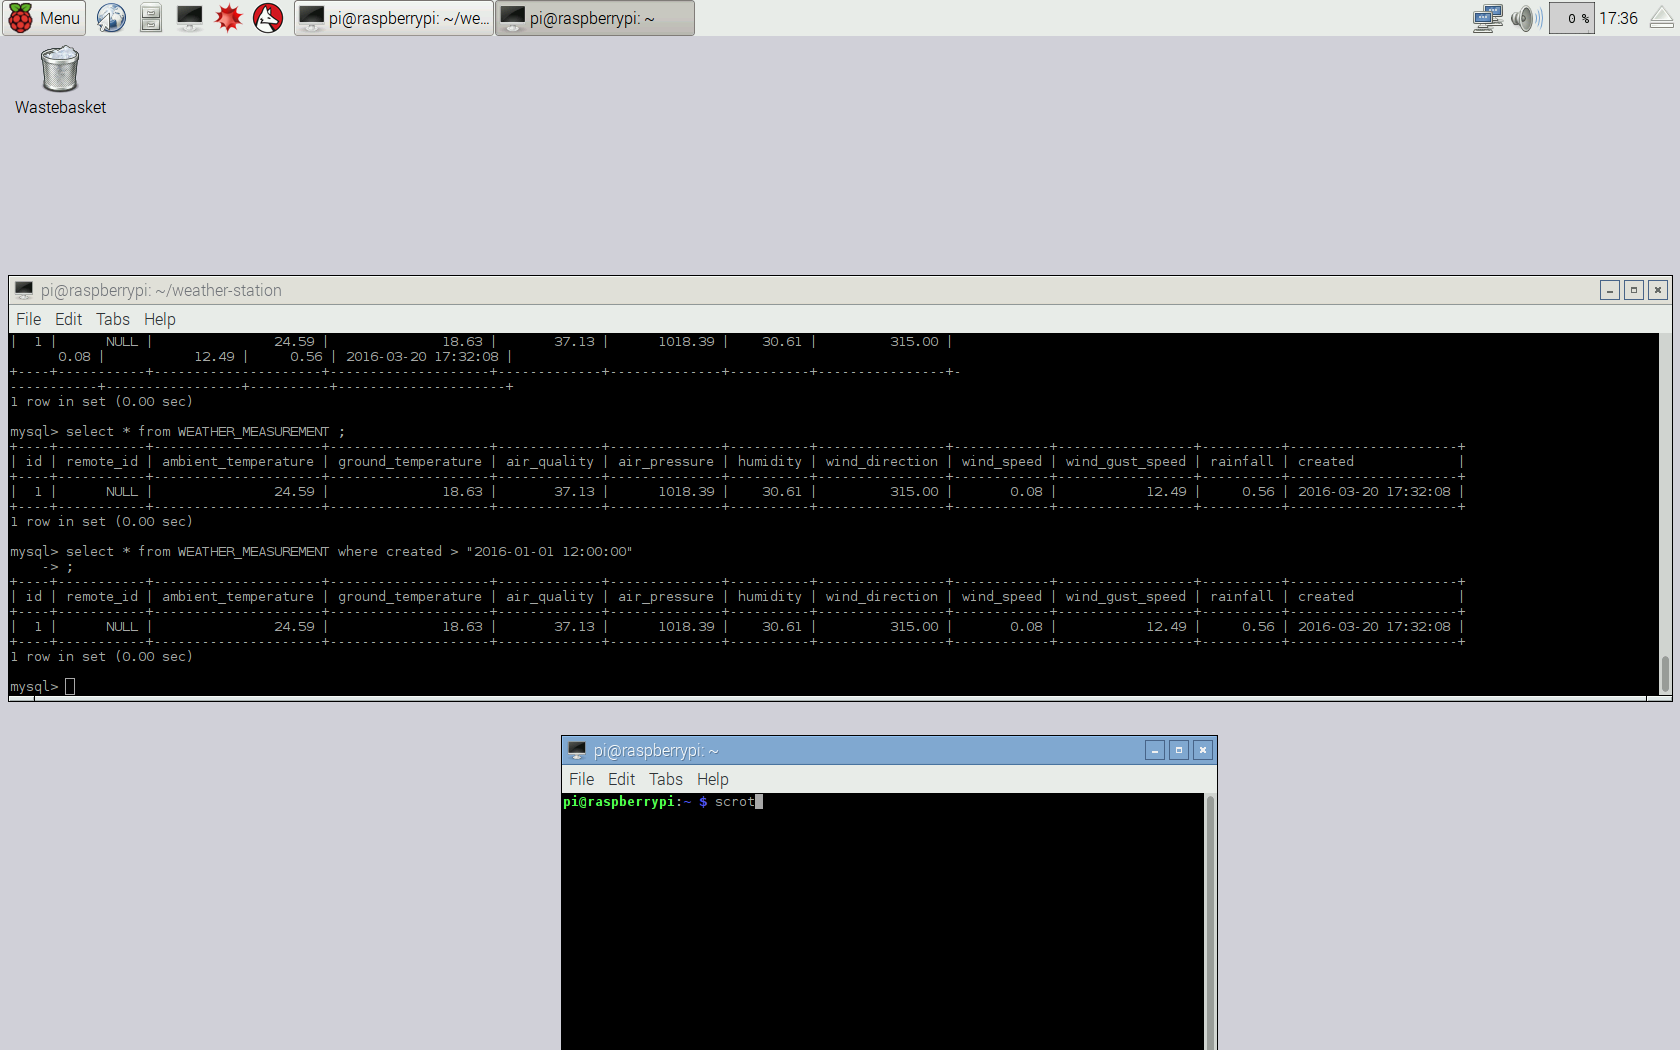 Menu pi@raspberrypi: ~/we... pi@raspberrypi: ~ 0 % 17:36
Wastebasket
pi@raspberrypi: ~/weather-station
File Edit Tabs Help
|  1 |      NULL |               24.59 |              18.63 |       37.13 |      1018.39 |    30.61 |         315.00 |
      0.08 |           12.49 |     0.56 | 2016-03-20 17:32:08 |
+----+-----------+---------------------+--------------------+-------------+--------------+----------+----------------+-
-----------+-----------------+----------+---------------------+
1 row in set (0.00 sec)
mysql> select * from WEATHER_MEASUREMENT ;
+----+-----------+---------------------+--------------------+-------------+--------------+----------+----------------+------------+-----------------+----------+---------------------+
| id | remote_id | ambient_temperature | ground_temperature | air_quality | air_pressure | humidity | wind_direction | wind_speed | wind_gust_speed | rainfall | created             |
+----+-----------+---------------------+--------------------+-------------+--------------+----------+----------------+------------+-----------------+----------+---------------------+
|  1 |      NULL |               24.59 |              18.63 |       37.13 |      1018.39 |    30.61 |         315.00 |       0.08 |           12.49 |     0.56 | 2016-03-20 17:32:08 |
+----+-----------+---------------------+--------------------+-------------+--------------+----------+----------------+------------+-----------------+----------+---------------------+
1 row in set (0.00 sec)
mysql> select * from WEATHER_MEASUREMENT where created > "2016-01-01 12:00:00"
    -> ;
+----+-----------+---------------------+--------------------+-------------+--------------+----------+----------------+------------+-----------------+----------+---------------------+
| id | remote_id | ambient_temperature | ground_temperature | air_quality | air_pressure | humidity | wind_direction | wind_speed | wind_gust_speed | rainfall | created             |
+----+-----------+---------------------+--------------------+-------------+--------------+----------+----------------+------------+-----------------+----------+---------------------+
|  1 |      NULL |               24.59 |              18.63 |       37.13 |      1018.39 |    30.61 |         315.00 |       0.08 |           12.49 |     0.56 | 2016-03-20 17:32:08 |
+----+-----------+---------------------+--------------------+-------------+--------------+----------+----------------+------------+-----------------+----------+---------------------+
1 row in set (0.00 sec)
mysql>
pi@raspberrypi: ~
File Edit Tabs Help
pi@raspberrypi:~ $ scrot